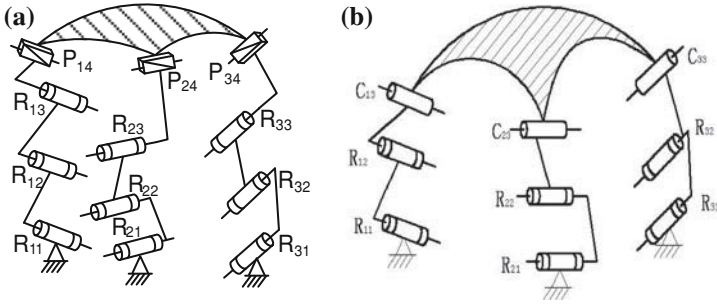 (a)
P14
P24
P34
R13
R23
R33
R12
R22
R32
R11
R21
R31
(b)
C13
C23
C33
R12
R22
R32
R11
R21
R31